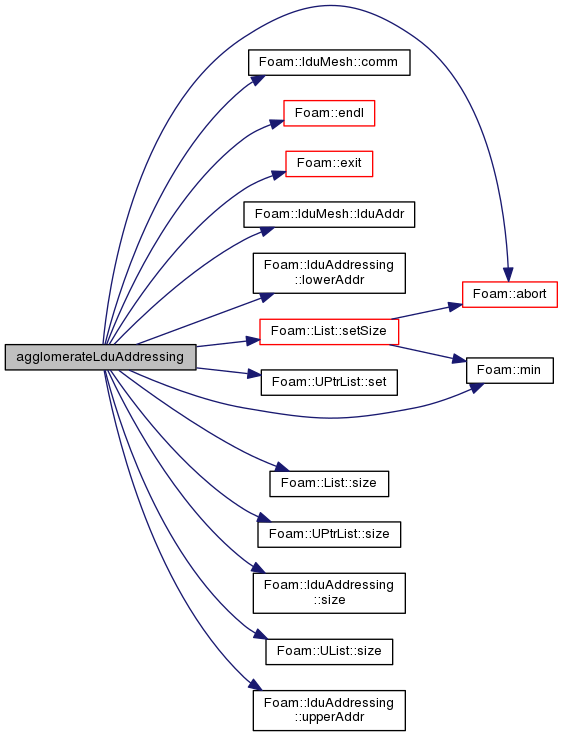 Foam::lduMesh::comm
Foam::endl
Foam::exit
Foam::lduMesh::lduAddr
Foam::lduAddressing
::lowerAddr
Foam::abort
Foam::List::setSize
agglomerateLduAddressing
Foam::min
Foam::UPtrList::set
Foam::List::size
Foam::UPtrList::size
Foam::lduAddressing
::size
Foam::UList::size
Foam::lduAddressing
::upperAddr